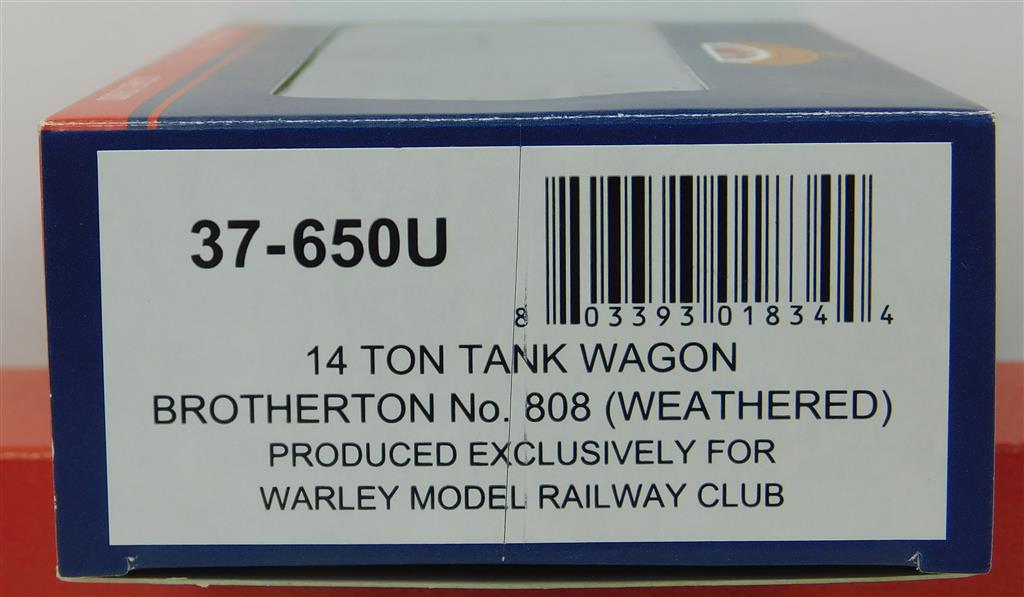 37-650U
8 03393 01834 4
14 TON TANK WAGON
BROTHERTON No. 808 (WEATHERED)
PRODUCED EXCLUSIVELY FOR
WARLEY MODEL RAILWAY CLUB